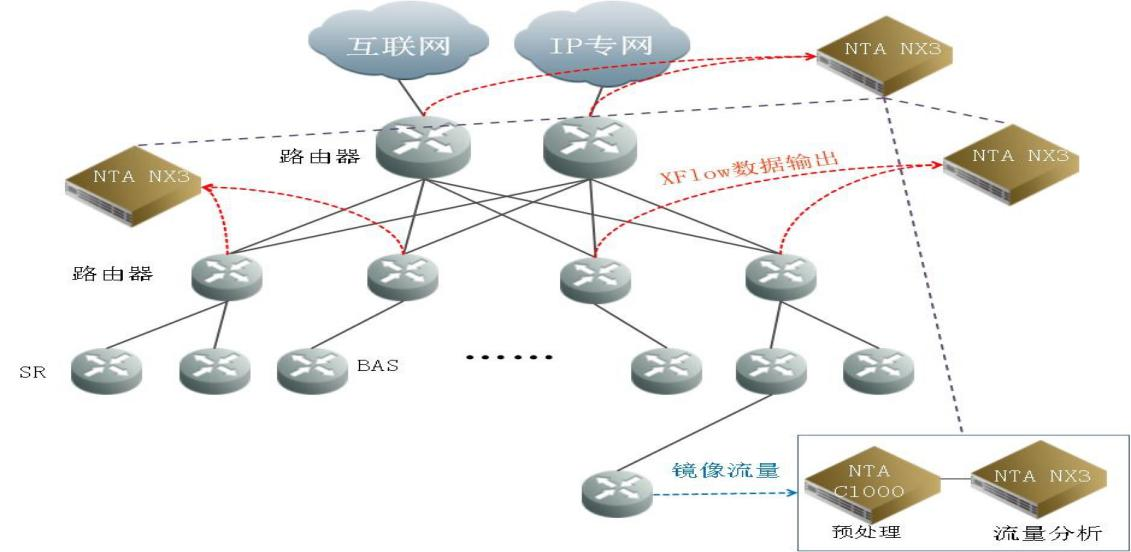 互联网
IP专网
NTA NX3
路由器
NTA NX3
XFlow数据输出
NTA NX3
路由器
SR
BAS
......
镜像流量
NTA
C1000
NTA NX3
预处理
流量分析